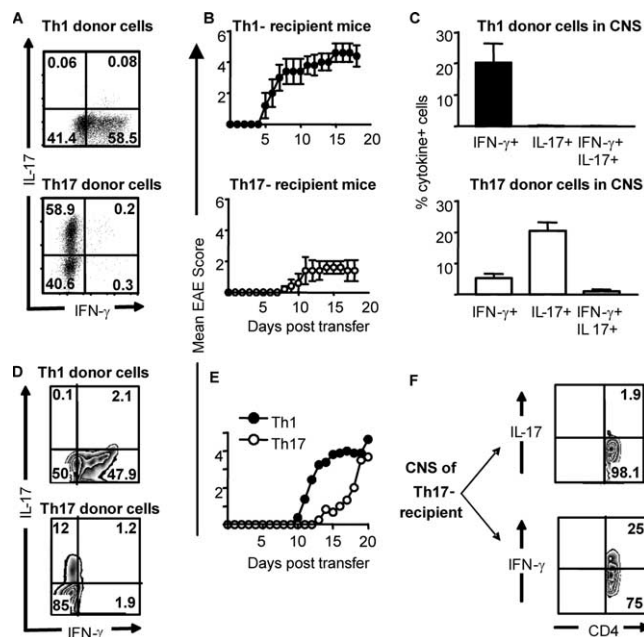 A
Th1 donor cells
0.06 0.08
41.4 58.5
Th17 donor cells
58.9 0.2
40.6 0.3
IL-17
IFN-γ
B
Th1- recipient mice
6
4
2
0
0 5 10 15 20
Th17- recipient mice
6
4
2
0
0 5 10 15 20
Days post transfer
Mean EAE Score
C
Th1 donor cells in CNS
30
20
10
IFN-γ+ IL-17+ IFN-γ+
IL-17+
Th17 donor cells in CNS
30
20
10
0
IFN-γ+ IL-17+ IFN-γ+
IL 17+
% cytokine+ cells
D
Th1 donor cells
0.1 2.1
50 47.9
Th17 donor cells
12 1.2
85 1.9
IL-17
IFN-γ
E
Th1
Th17
4
2
0
0 5 10 15 20
Days post transfer
F
CNS of
Th17-
recipient
IL-17
1.9
98.1
IFN-γ
25
75
CD4